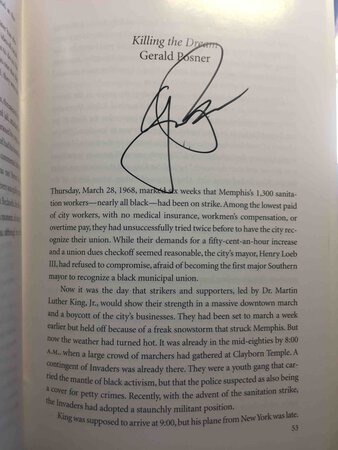 Killing the Dream
Gerald Posner
Thursday, March 28, 1968, marked six weeks that Memphis's 1,300 sanita-
tion workers—nearly all black—had been on strike. Among the lowest paid
of city workers, with no medical insurance, workmen's compensation, or
overtime pay, they had unsuccessfully tried twice before to have the city rec-
ognize their union. While their demands for a fifty-cent-an-hour increase
and a union dues checkoff seemed reasonable, the city's mayor, Henry Loeb
III, had refused to compromise, afraid of becoming the first major Southern
mayor to recognize a black municipal union.
Now it was the day that strikers and supporters, led by Dr. Martin
Luther King, Jr., would show their strength in a massive downtown march
and a boycott of the city's businesses. They had been set to march a week
earlier but held off because of a freak snowstorm that struck Memphis. But
now the weather had turned hot. It was already in the mid-eighties by 8:00
A.M., when a large crowd of marchers had gathered at Clayborn Temple. A
contingent of Invaders was already there. They were a youth gang that car-
ried the mantle of black activism, but that the police suspected as also being
a cover for petty crimes. Recently, with the advent of the sanitation strike,
the Invaders had adopted a staunchly militant position.
King was supposed to arrive at 9:00, but his plane from New York was late.
53